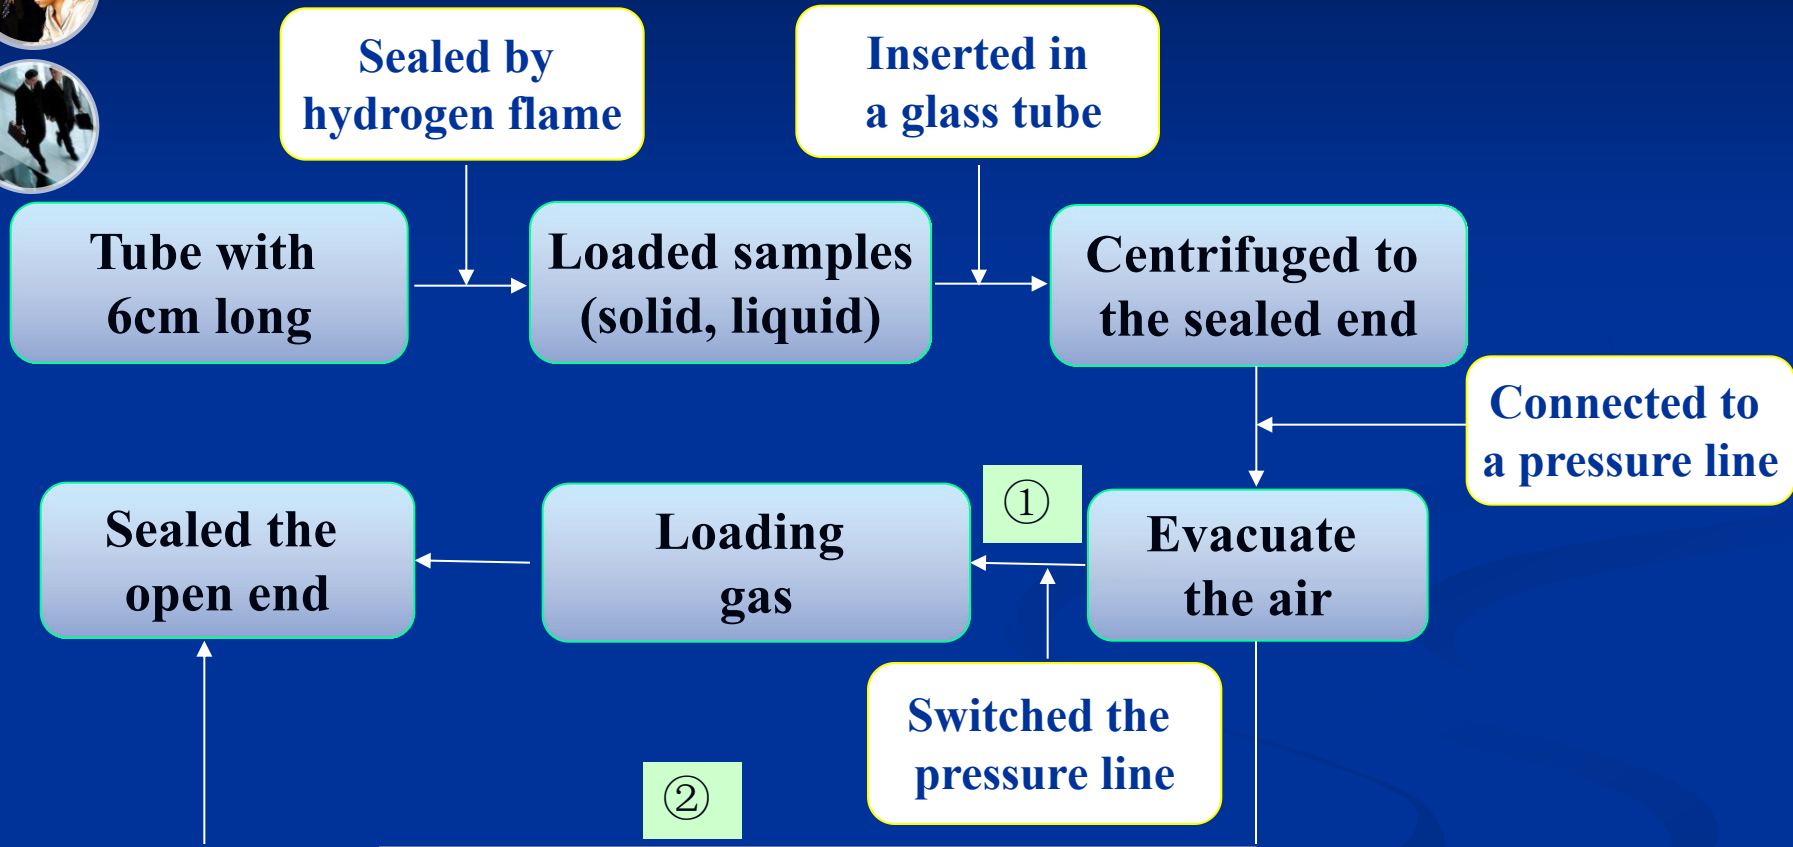 Sealed by
hydrogen flame
Inserted in
a glass tube
Tube with
6cm long
Loaded samples
(solid, liquid)
Centrifuged to
the sealed end
Connected to
a pressure line
Sealed the
open end
Loading
gas
①
Evacuate
the air
Switched the
pressure line
②